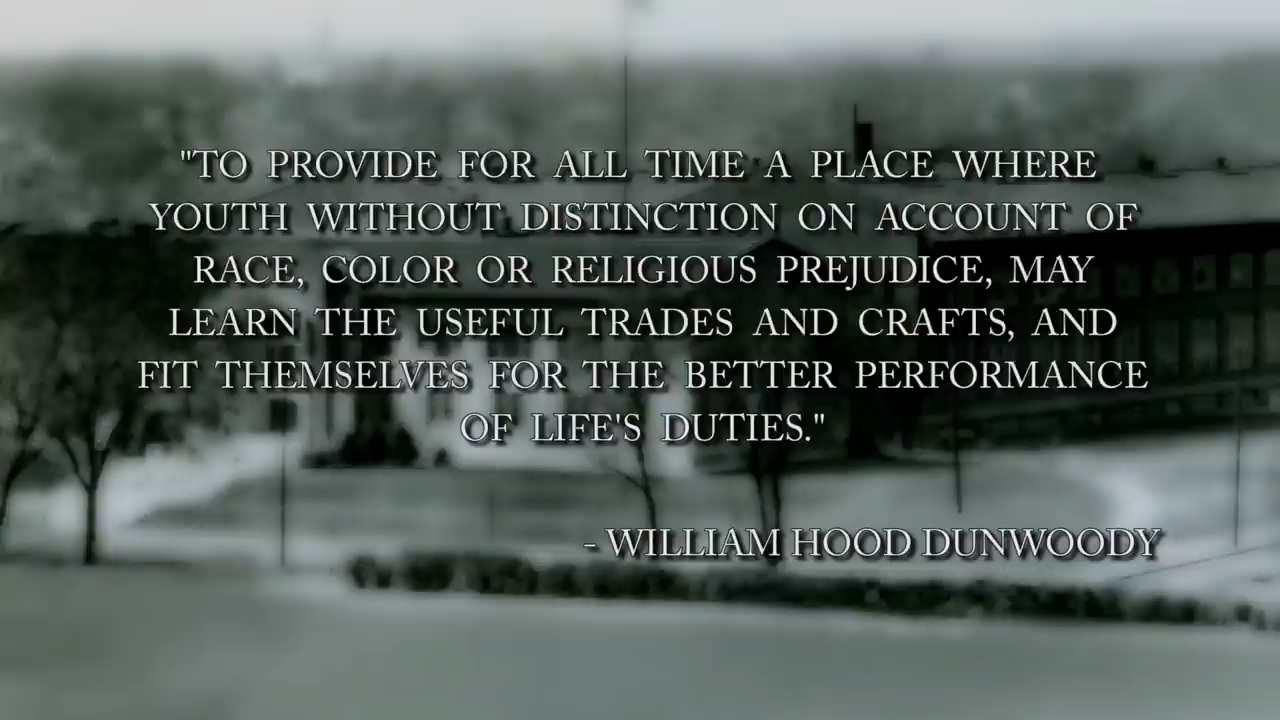 "TO PROVIDE FOR ALL TIME A PLACE WHERE
YOUTH WITHOUT DISTINCTION ON ACCOUNT OF
RACE, COLOR OR RELIGIOUS PREJUDICE, MAY
LEARN THE USEFUL TRADES AND CRAFTS, AND
FIT THEMSELVES FOR THE BETTER PERFORMANCE
OF LIFE'S DUTIES."
- WILLIAM HOOD DUNWOODY